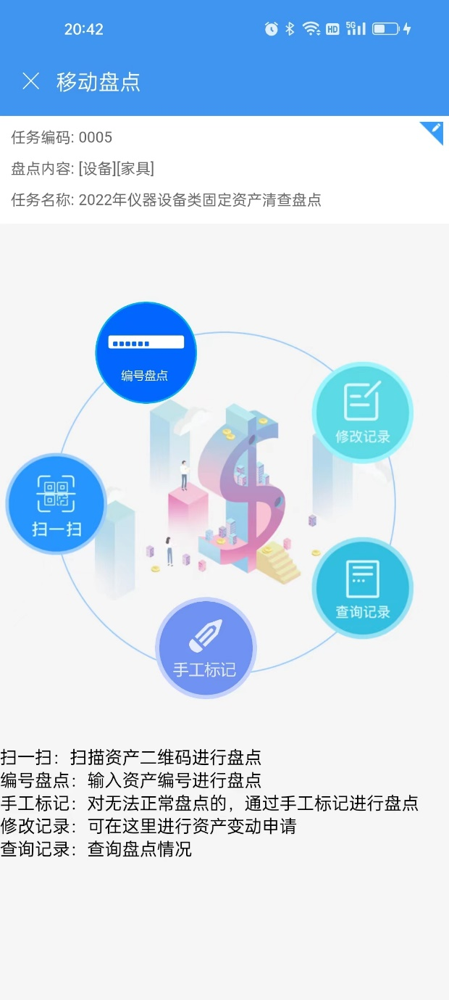 20:42
HD 5G
移动盘点
任务编码: 0005
盘点内容: [设备][家具]
任务名称: 2022年仪器设备类固定资产清查盘点
编号盘点
修改记录
扫一扫
查询记录
手工标记
扫一扫：扫描资产二维码进行盘点
编号盘点：输入资产编号进行盘点
手工标记：对无法正常盘点的，通过手工标记进行盘点
修改记录：可在这里进行资产变动申请
查询记录：查询盘点情况